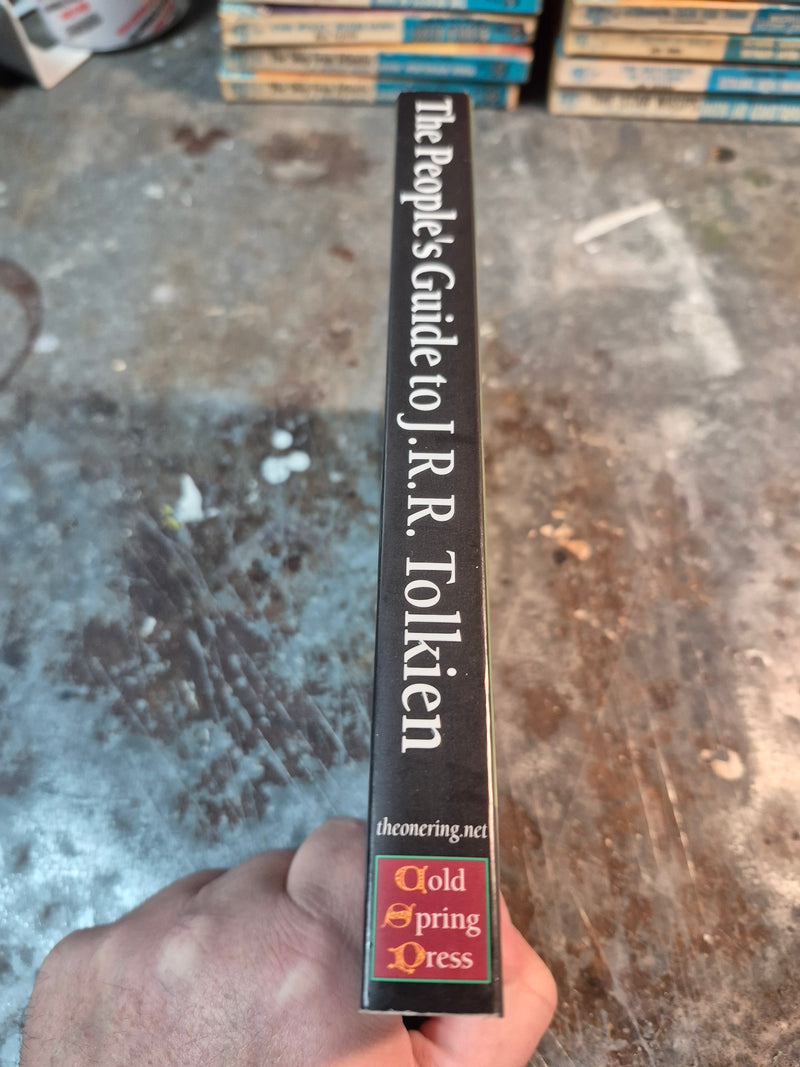 The People's Guide to J.R.R. Tolkien
theonering.net
Cold
Spring
Press